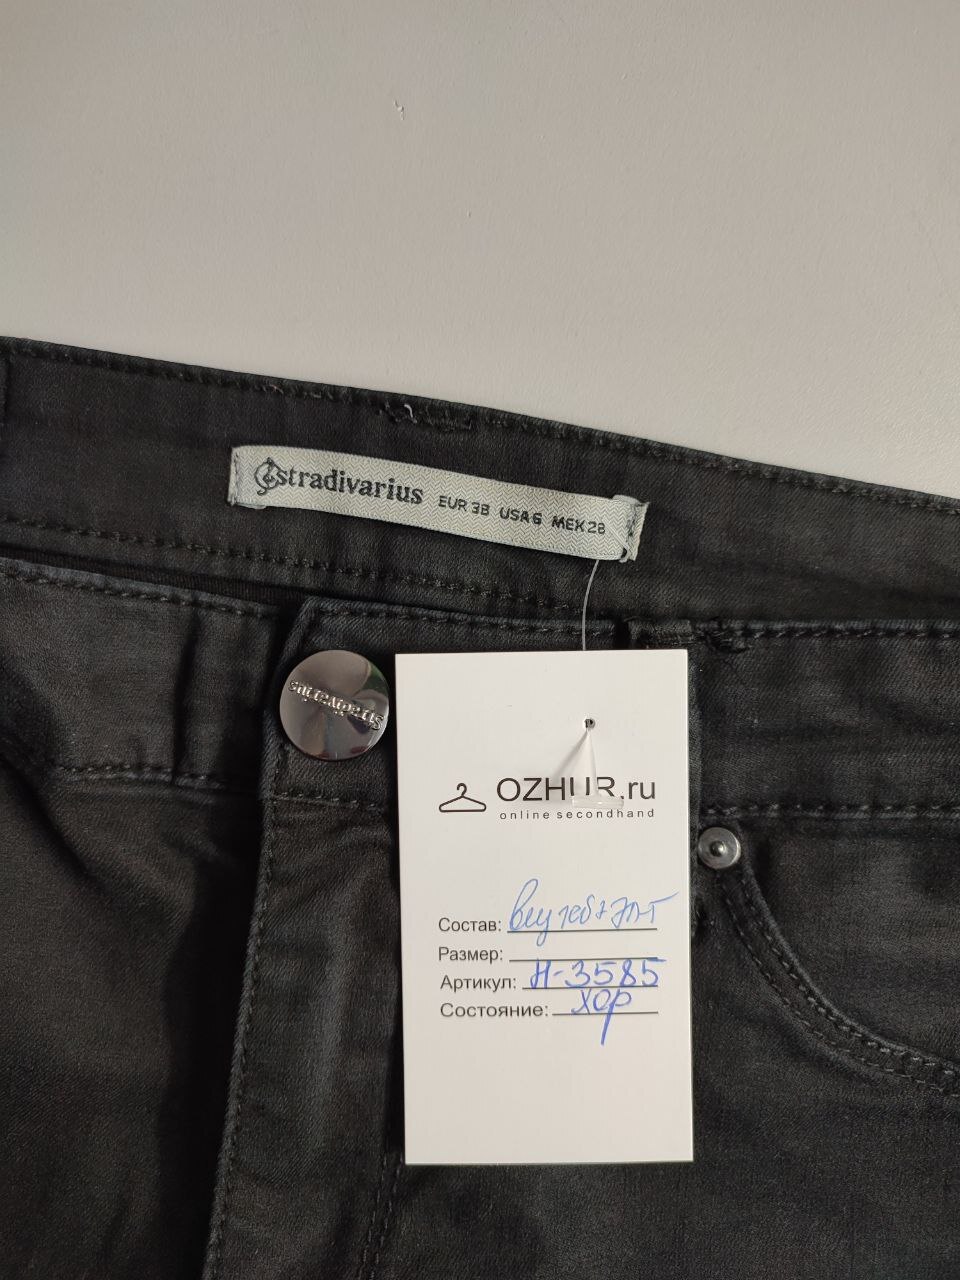 stradivarius EUR 38 USA 6 MEX 28
stradivarius
OZHUR.ru
online secondhand
Состав:
Размер:
Артикул: H-3585
Состояние: хор